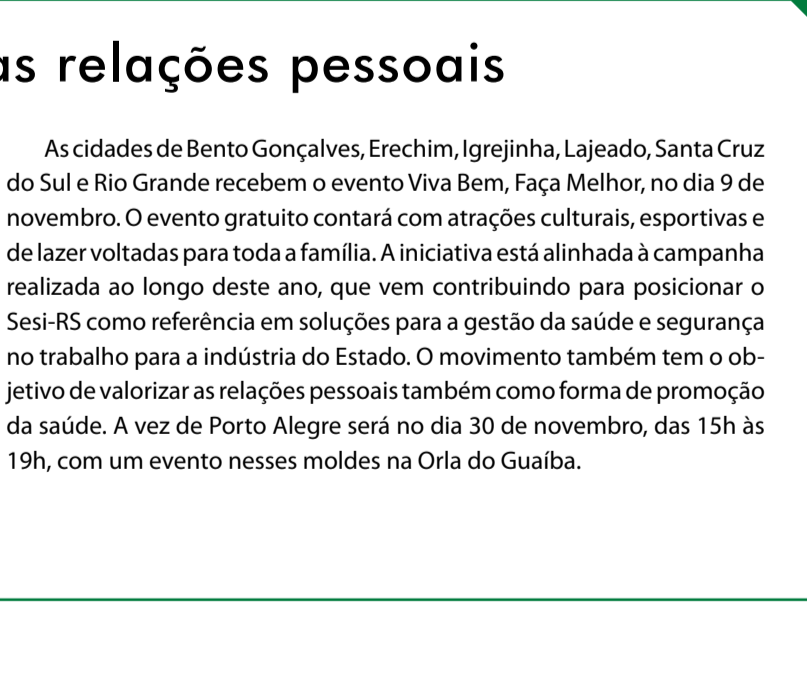 as relações pessoais
As cidades de Bento Gonçalves, Erechim, Igrejinha, Lajeado, Santa Cruz
do Sul e Rio Grande recebem o evento Viva Bem, Faça Melhor, no dia 9 de
novembro. O evento gratuito contará com atrações culturais, esportivas e
de lazer voltadas para toda a família. A iniciativa está alinhada à campanha
realizada ao longo deste ano, que vem contribuindo para posicionar o
Sesi-RS como referência em soluções para a gestão da saúde e segurança
no trabalho para a indústria do Estado. O movimento também tem o ob-
jetivo de valorizar as relações pessoais também como forma de promoção
da saúde. A vez de Porto Alegre será no dia 30 de novembro, das 15h às
19h, com um evento nesses moldes na Orla do Guaíba.